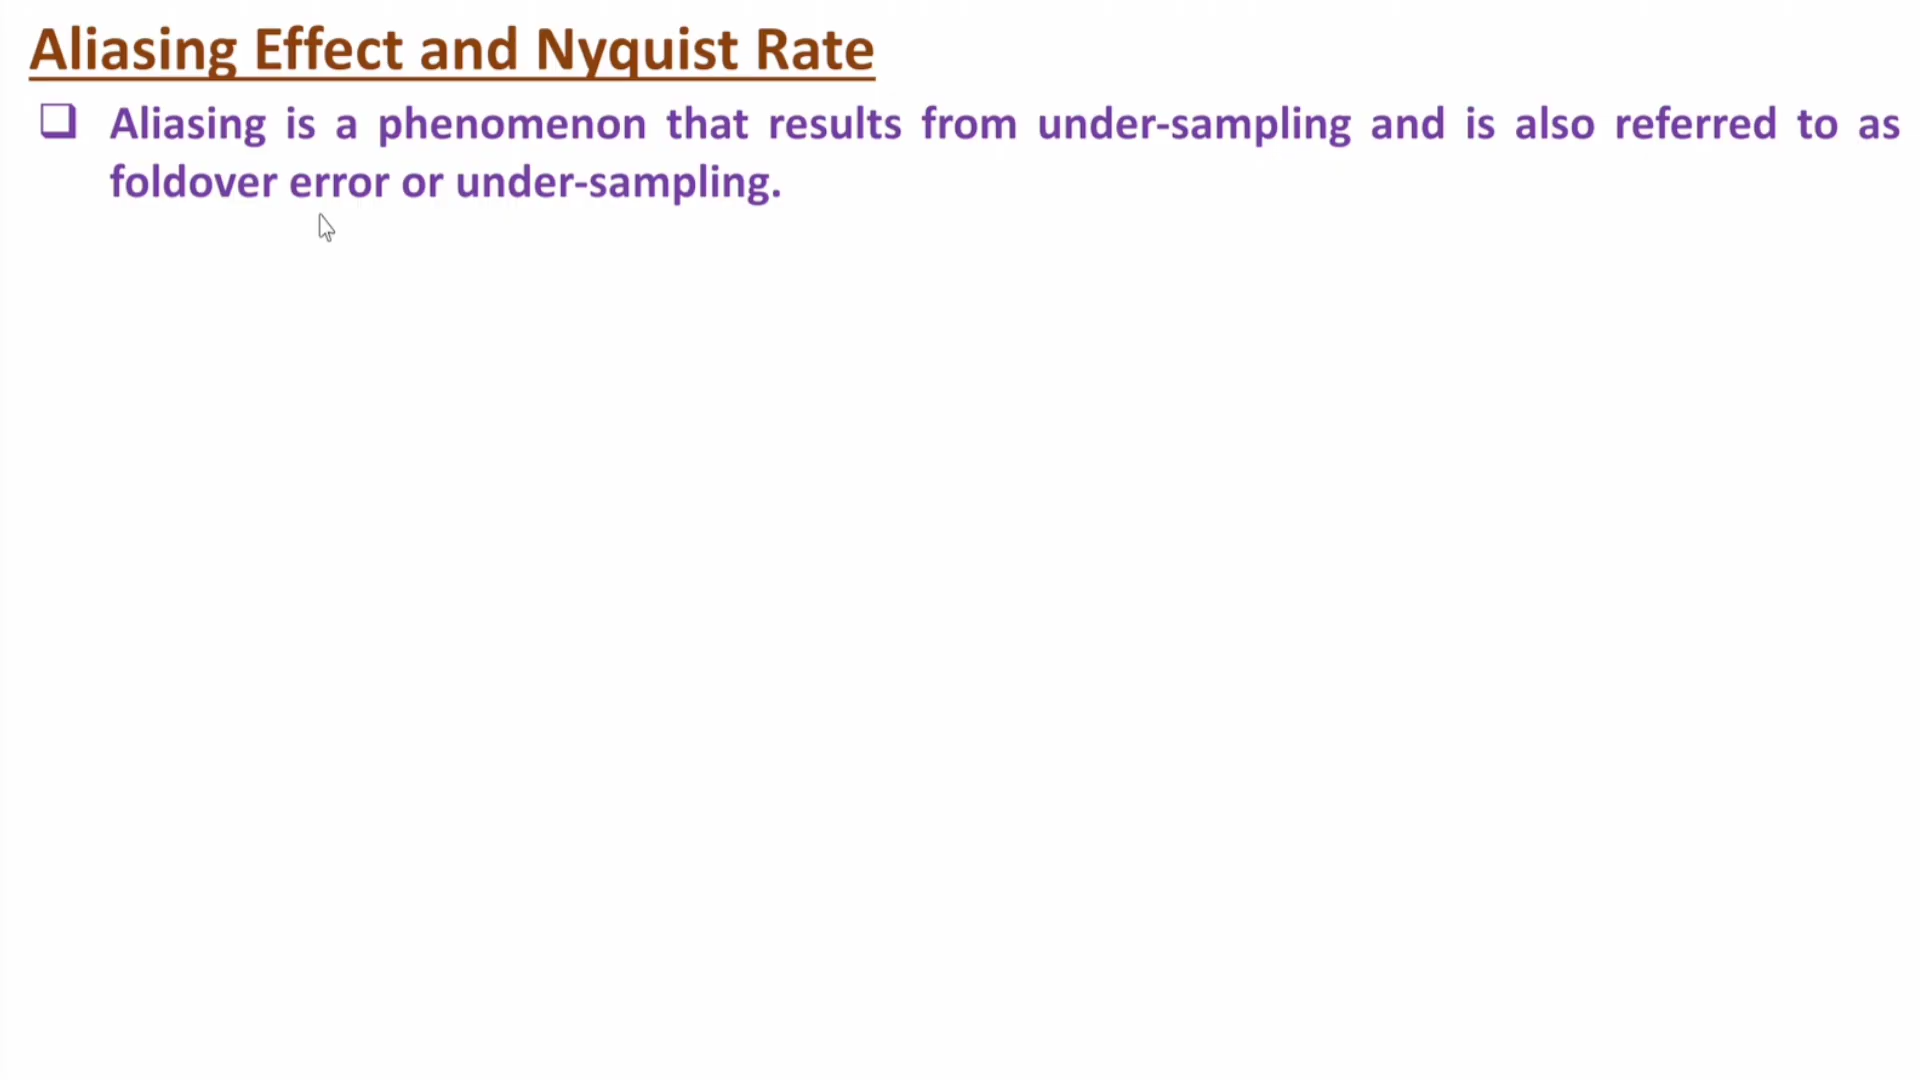 Aliasing Effect and Nyquist Rate
Aliasing is a phenomenon that results from under-sampling and is also referred to as
foldover error or under-sampling.